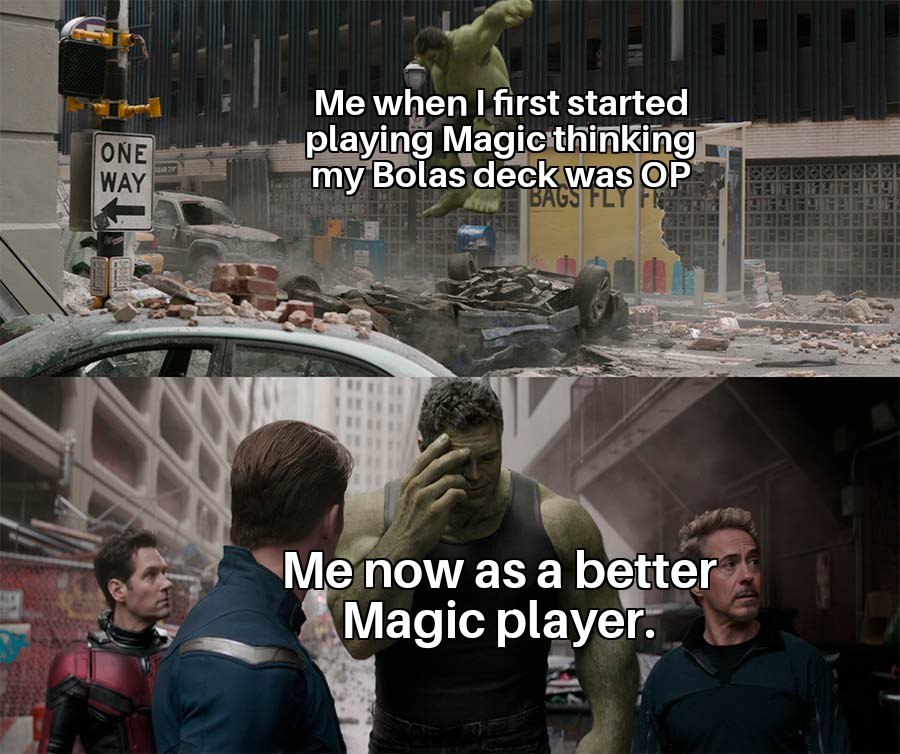 Me when I first started
playing Magic thinking
my Bolas deck was OP
ONE
WAY
BAGS FLY
Me now as a better
Magic player.